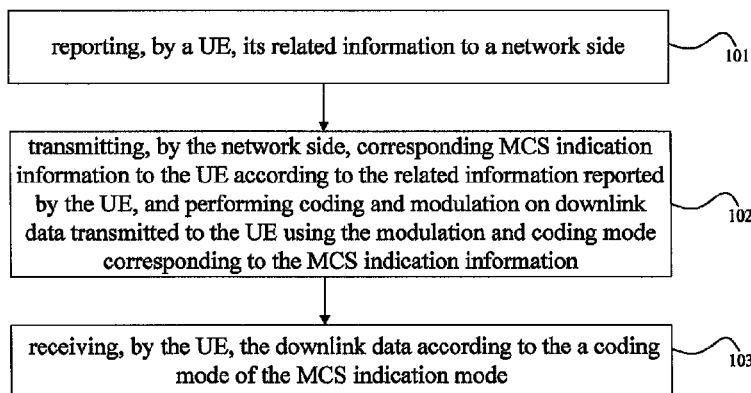 reporting, by a UE, its related information to a network side
101
transmitting, by the network side, corresponding MCS indication
information to the UE according to the related information reported
by the UE, and performing coding and modulation on downlink
data transmitted to the UE using the modulation and coding mode
corresponding to the MCS indication information
102
receiving, by the UE, the downlink data according to the a coding
mode of the MCS indication mode
103